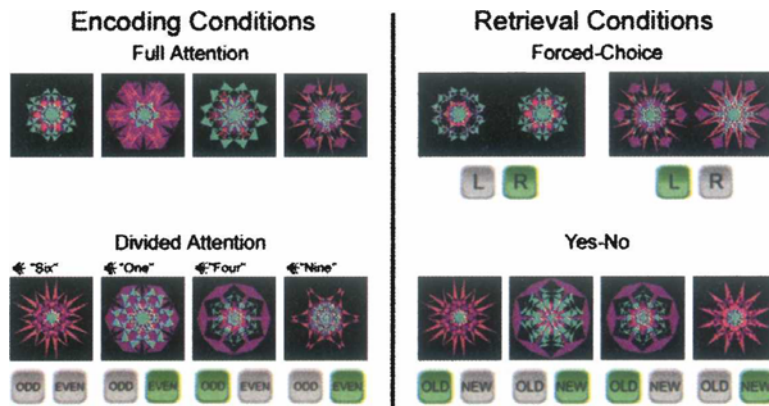 Encoding Conditions
Full Attention
Divided Attention
"Six" "One" "Four" "Nine"
ODD EVEN ODD EVEN ODD EVEN ODD EVEN
Retrieval Conditions
Forced-Choice
L R L R
Yes-No
OLD NEW OLD NEW OLD NEW OLD NEW